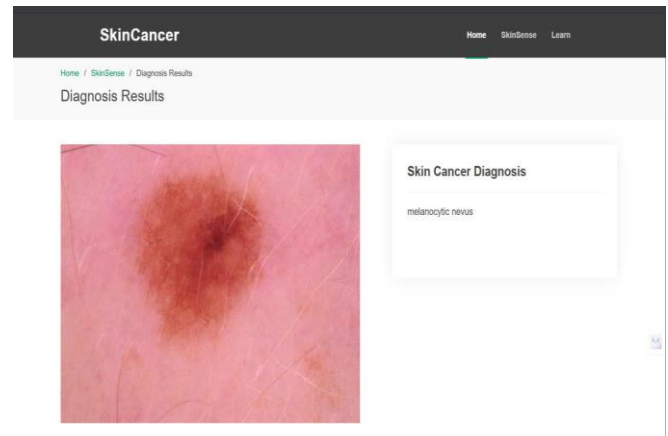 SkinCancer
Home SkinSense Learn
Home / SkinSense / Diagnosis Results
Diagnosis Results
Skin Cancer Diagnosis
melanocytic nevus